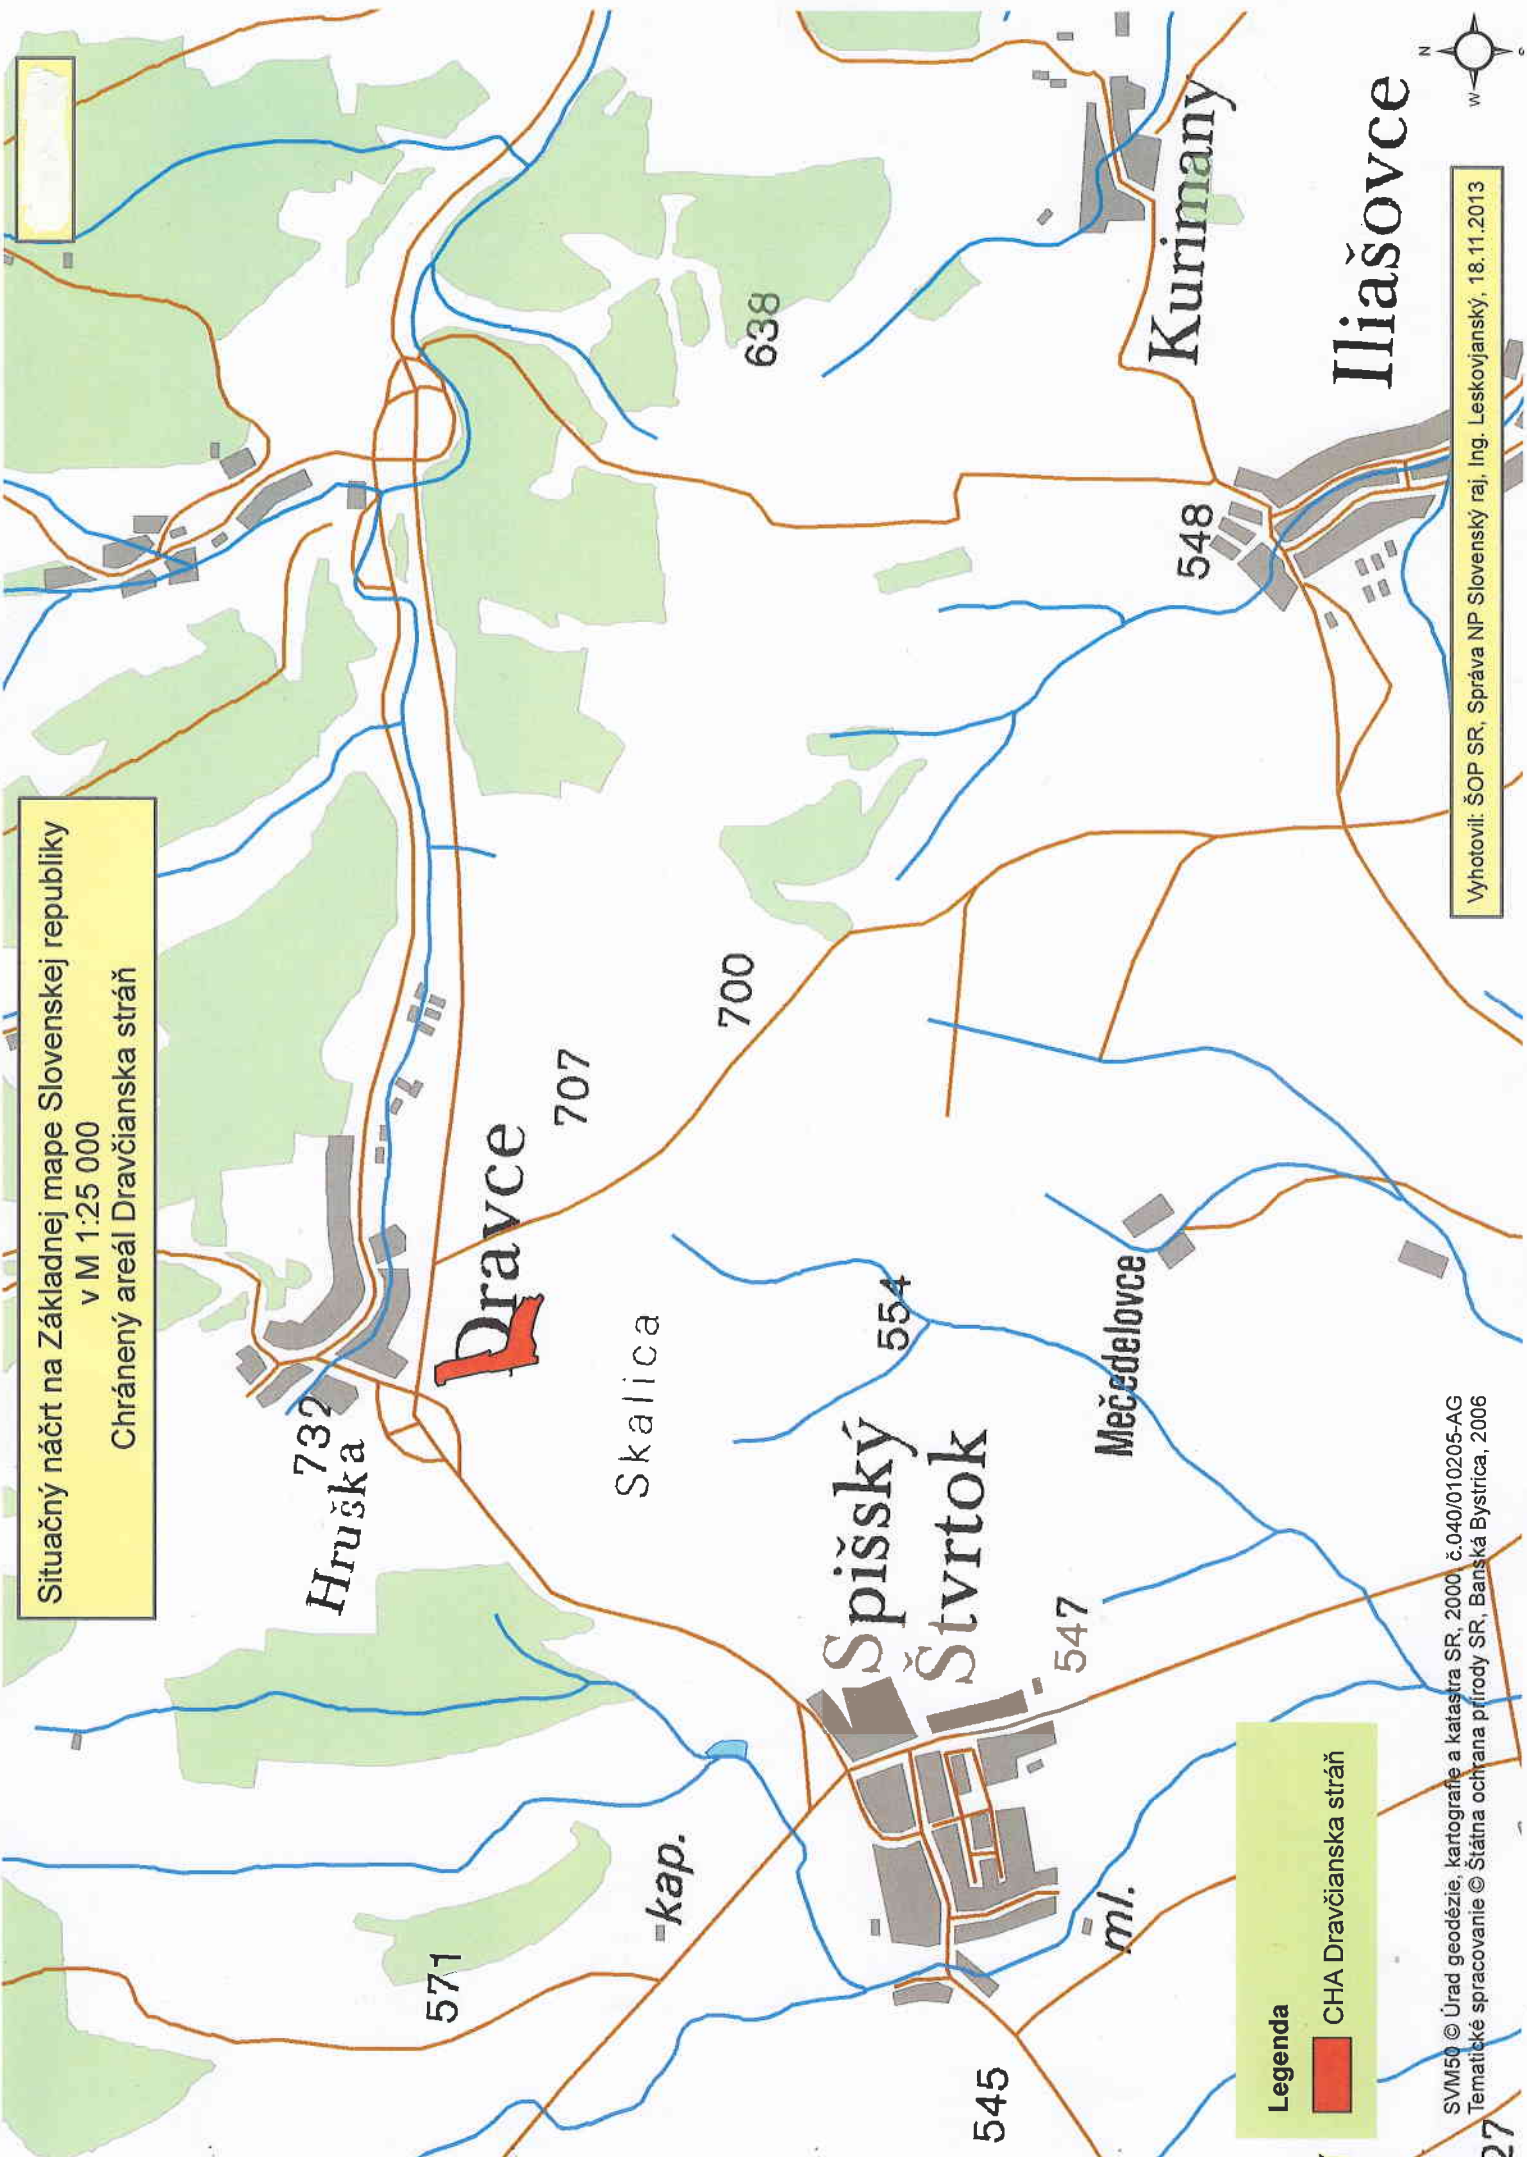 Situačný náčrt na Základnej mape Slovenskej republiky
v M 1:25 000
Chránený areál Dravčianska stráň
732
Hruška
Dravce
707
Skalica
700
638
571
kap.
Spišský
Štvrtok
554
547
Mečedelovce
548
Kurimany
Iliašovce
545
ml.
27
Legenda
CHA Dravčianska stráň
SVM50 © Úrad geodézie, kartografie a katastra SR, 2000, č.040/010205-AG
Tematické spracovanie © Štátna ochrana prírody SR, Banská Bystrica, 2006
Vyhotovil: ŠOP SR, Správa NP Slovenský raj, Ing. Leskovjanský, 18.11.2013
N
W